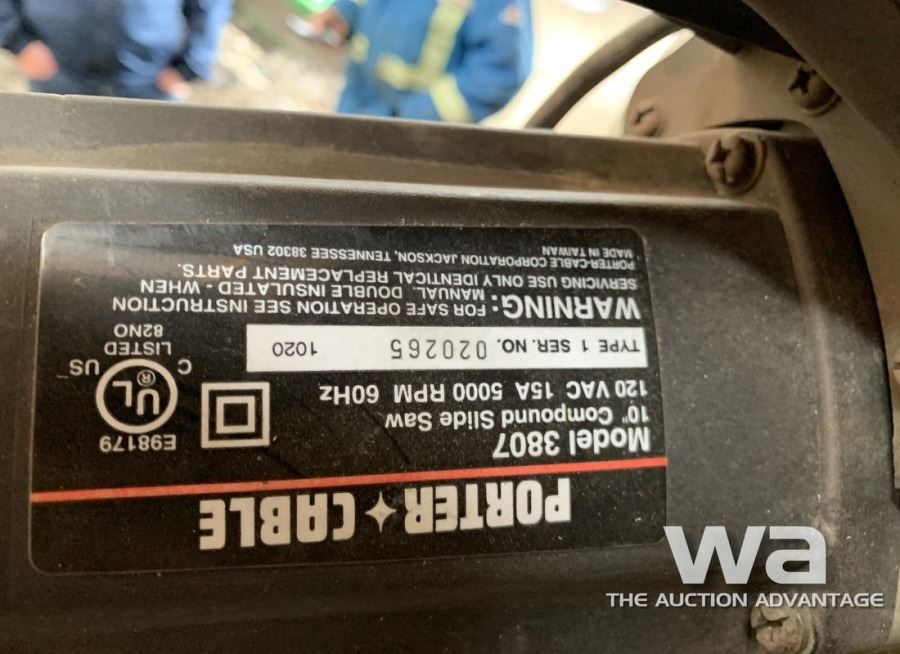 PORTER+CABLE
Model 3807
10" Compound Slide Saw
120 VAC 15A 5000 RPM 60Hz
E98179
UL
®
C US
LISTED
82NO
TYPE 1 SER. NO. 020265 1020
WARNING: FOR SAFE OPERATION SEE INSTRUCTION
MANUAL. DOUBLE INSULATED - WHEN
SERVICING USE ONLY IDENTICAL REPLACEMENT PARTS.
PORTER-CABLE CORPORATION JACKSON, TENNESSEE 38302 USA
MADE IN TAIWAN
wa
THE AUCTION ADVANTAGE